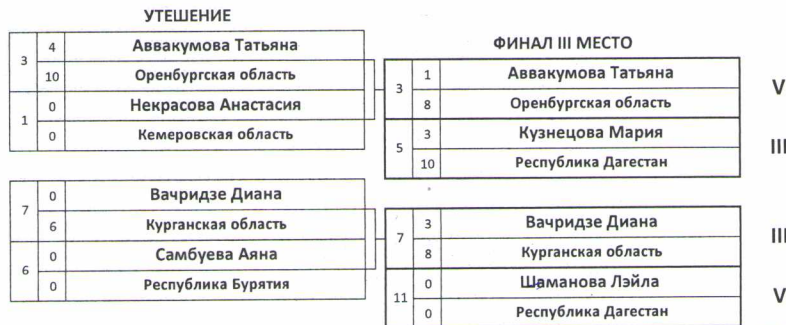 УТЕШЕНИЕ
3 4 Аввакумова Татьяна
10 Оренбургская область
1 0 Некрасова Анастасия
0 Кемеровская область
7 0 Вачридзе Диана
6 Курганская область
6 0 Самбуева Аяна
0 Республика Бурятия
ФИНАЛ III МЕСТО
3 1 Аввакумова Татьяна V
8 Оренбургская область
5 3 Кузнецова Мария III
10 Республика Дагестан
7 3 Вачридзе Диана III
8 Курганская область
11 0 Шаманова Лэйла V
0 Республика Дагестан